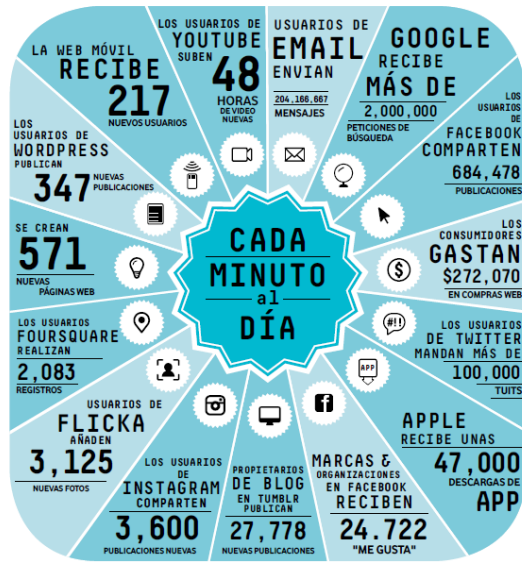 CADA
MINUTO
al
DÍA
USUARIOS DE
EMAIL
ENVIAN
204,166,667
MENSAJES
GOOGLE
RECIBE
MÁS DE
2,000,000
PETICIONES DE
BÚSQUEDA
LOS
USUARIOS
DE
FACEBOOK
COMPARTEN
684,478
PUBLICACIONES
LOS
CONSUMIDORES
GASTAN
$272,070
EN COMPRAS WEB
#!!
LOS USUARIOS
DE TWITTER
MANDAN MÁS DE
100,000
TUITS
APP
APPLE
RECIBE UNAS
47,000
DESCARGAS DE
APP
MARCAS &
ORGANIZACIONES
EN FACEBOOK
RECIBEN
24.722
"ME GUSTA"
PROPIETARIOS
DE BLOG
EN TUMBLR
PUBLICAN
27,778
NUEVAS PUBLICACIONES
LOS USUARIOS
DE
INSTAGRAM
COMPARTEN
3,600
PUBLICACIONES NUEVAS
USUARIOS DE
FLICKA
AÑADEN
3,125
NUEVAS FOTOS
LOS USUARIOS
FOURSQUARE
REALIZAN
2,083
REGISTROS
SE CREAN
571
NUEVAS
PÁGINAS WEB
LOS
USUARIOS DE
WORDPRESS
PUBLICAN
347 NUEVAS
PUBLICACIONES
LA WEB MÓVIL
RECIBE
217
NUEVOS USUARIOS
LOS USUARIOS DE
YOUTUBE
SUBEN
48
HORAS
DE VIDEO
NUEVAS